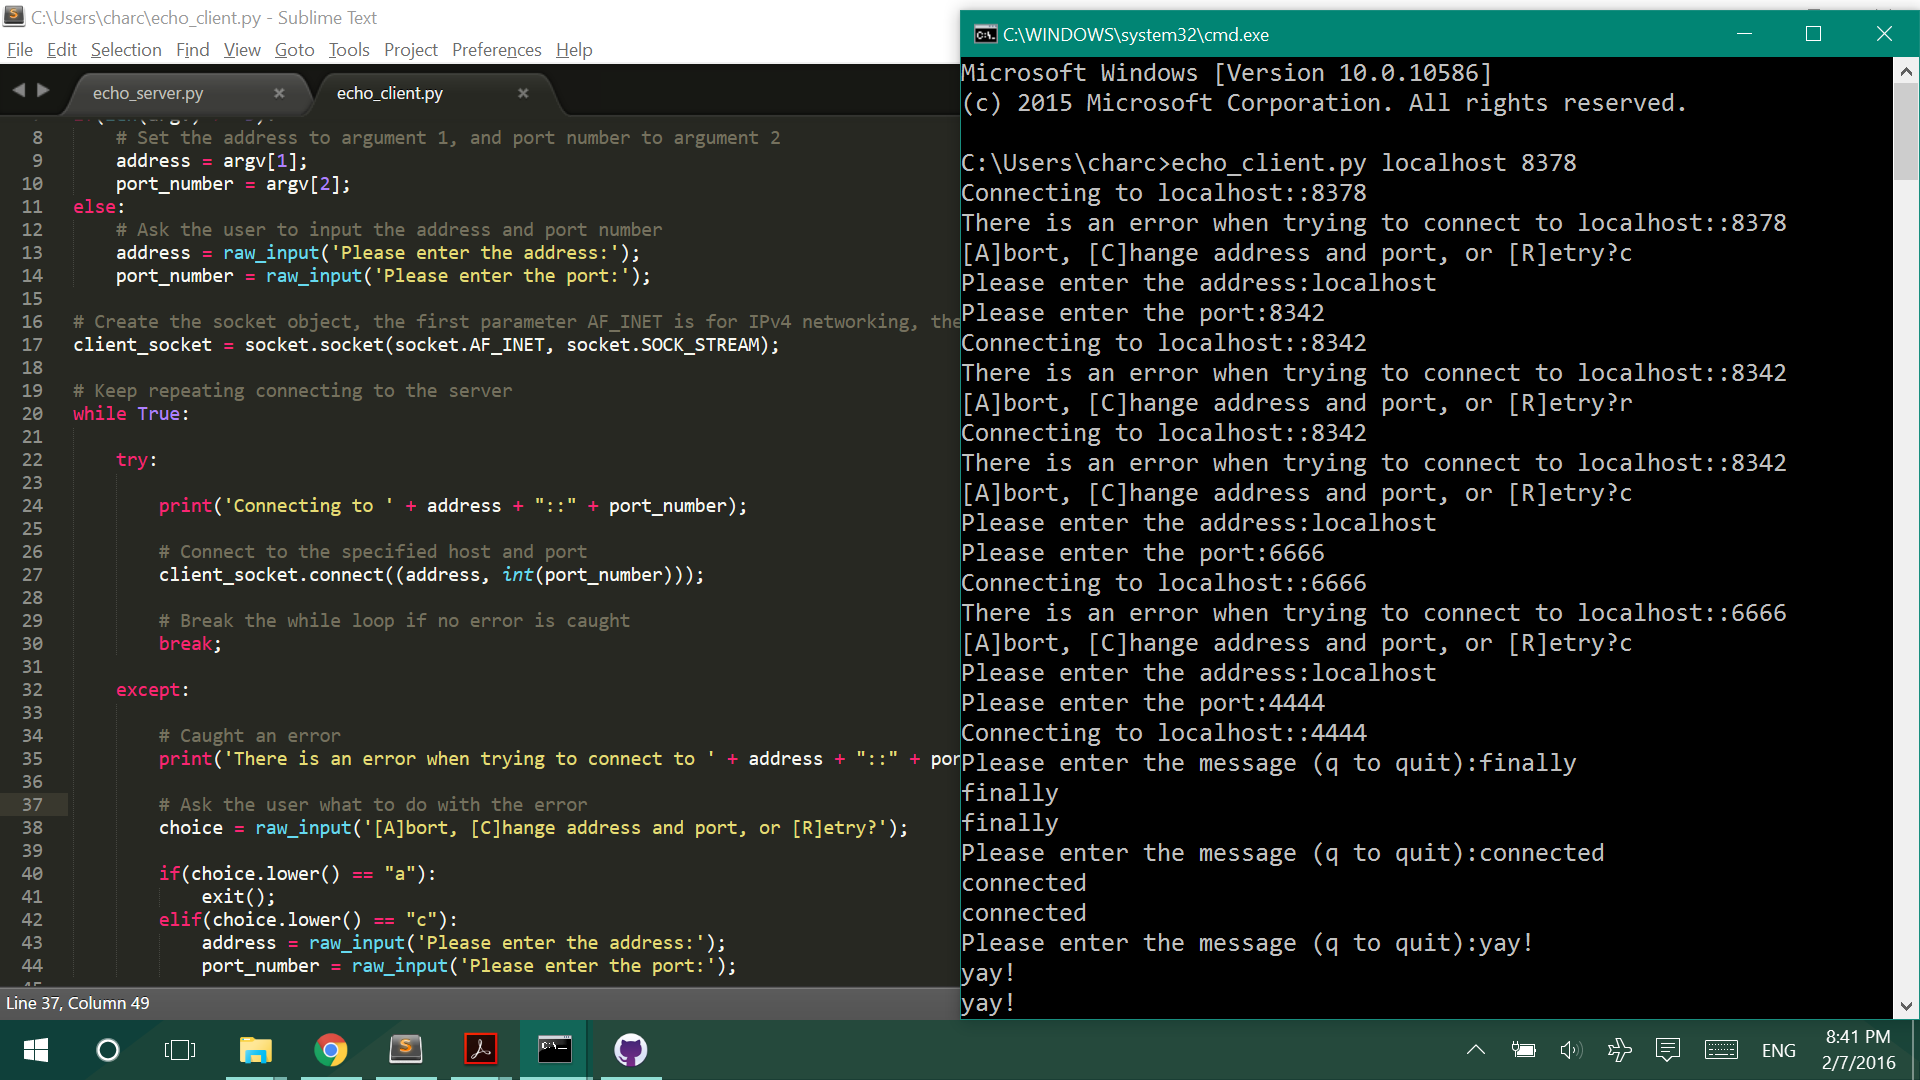 C:\Users\charc\echo_client.py - Sublime Text
File Edit Selection Find View Goto Tools Project Preferences Help
echo_server.py × echo_client.py ×
8 # Set the address to argument 1, and port number to argument 2
9 address = argv[1];
10 port_number = argv[2];
11 else:
12 # Ask the user to input the address and port number
13 address = raw_input('Please enter the address:');
14 port_number = raw_input('Please enter the port:');
15
16 # Create the socket object, the first parameter AF_INET is for IPv4 networking, the
17 client_socket = socket.socket(socket.AF_INET, socket.SOCK_STREAM);
18
19 # Keep repeating connecting to the server
20 while True:
21
22 try:
23
24 print('Connecting to ' + address + "::" + port_number);
25
26 # Connect to the specified host and port
27 client_socket.connect((address, int(port_number)));
28
29 # Break the while loop if no error is caught
30 break;
31
32 except:
33
34 # Caught an error
35 print('There is an error when trying to connect to ' + address + "::" + por
36
37 # Ask the user what to do with the error
38 choice = raw_input('[A]bort, [C]hange address and port, or [R]etry?');
39
40 if(choice.lower() == "a"):
41 exit();
42 elif(choice.lower() == "c"):
43 address = raw_input('Please enter the address:');
44 port_number = raw_input('Please enter the port:');
Line 37, Column 49
C:\WINDOWS\system32\cmd.exe
Microsoft Windows [Version 10.0.10586]
(c) 2015 Microsoft Corporation. All rights reserved.
C:\Users\charc>echo_client.py localhost 8378
Connecting to localhost::8378
There is an error when trying to connect to localhost::8378
[A]bort, [C]hange address and port, or [R]etry?c
Please enter the address:localhost
Please enter the port:8342
Connecting to localhost::8342
There is an error when trying to connect to localhost::8342
[A]bort, [C]hange address and port, or [R]etry?r
Connecting to localhost::8342
There is an error when trying to connect to localhost::8342
[A]bort, [C]hange address and port, or [R]etry?c
Please enter the address:localhost
Please enter the port:6666
Connecting to localhost::6666
There is an error when trying to connect to localhost::6666
[A]bort, [C]hange address and port, or [R]etry?c
Please enter the address:localhost
Please enter the port:4444
Connecting to localhost::4444
Please enter the message (q to quit):finally
finally
finally
Please enter the message (q to quit):connected
connected
connected
Please enter the message (q to quit):yay!
yay!
yay!
ENG
8:41 PM
2/7/2016